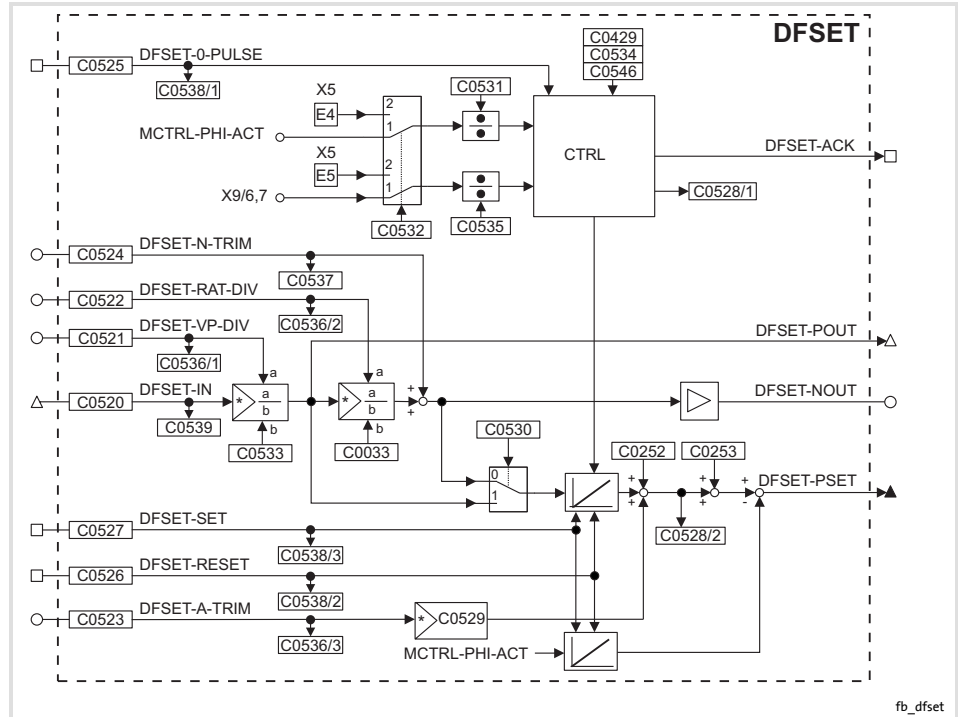 DFSET
C0429
C0534
C0546
C0525 DFSET-0-PULSE
C0538/1
X5
E4
2
1
MCTRL-PHI-ACT
C0531
CTRL
DFSET-ACK
C0528/1
X5
E5
2
1
X9/6,7
C0532
C0535
C0524 DFSET-N-TRIM
C0537
C0522 DFSET-RAT-DIV
C0536/2
C0521 DFSET-VP-DIV
C0536/1
DFSET-POUT
a
a
C0520 DFSET-IN
C0539
* a
b
* a
b
+
+
DFSET-NOUT
b
b
C0533
C0033
C0530
0
1
C0252
C0253
+
+
+
+
+
-
DFSET-PSET
C0528/2
C0527 DFSET-SET
C0538/3
C0526 DFSET-RESET
C0538/2
C0523 DFSET-A-TRIM
C0536/3
* C0529
MCTRL-PHI-ACT
fb_dfset